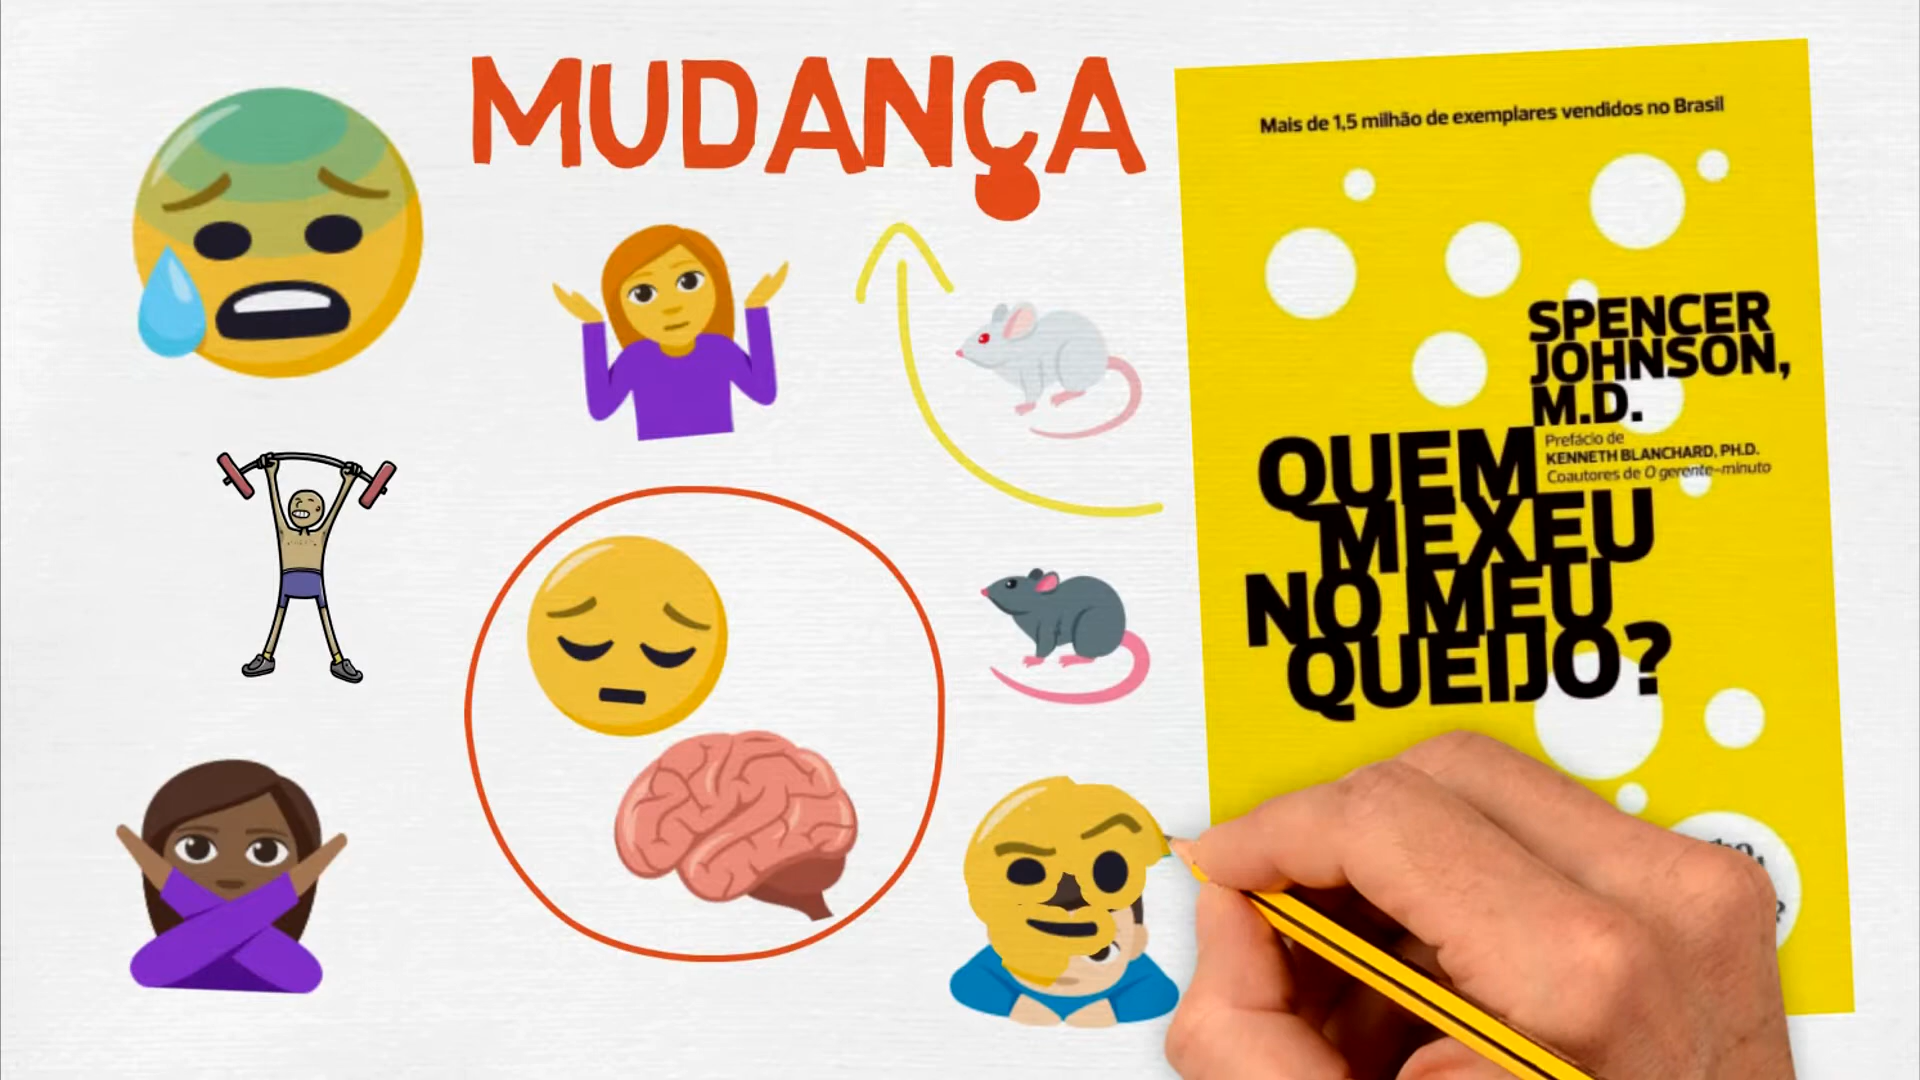 MUDANÇA
Mais de 1,5 milhão de exemplares vendidos no Brasil
SPENCER
JOHNSON,
M.D.
Prefácio de
KENNETH BLANCHARD, PH.D.
Coautores de O gerente-minuto
QUEM
MEXEU
NO MEU
QUEIJO?